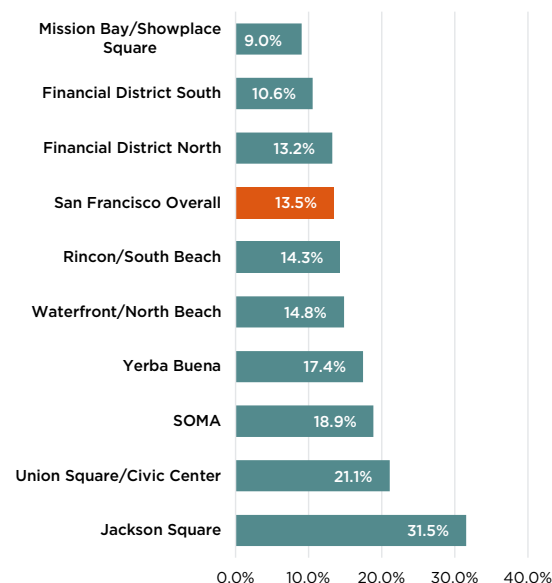 Mission Bay/Showplace
Square
9.0%
Financial District South
10.6%
Financial District North
13.2%
San Francisco Overall
13.5%
Rincon/South Beach
14.3%
Waterfront/North Beach
14.8%
Yerba Buena
17.4%
SOMA
18.9%
Union Square/Civic Center
21.1%
Jackson Square
31.5%
0.0% 10.0% 20.0% 30.0% 40.0%